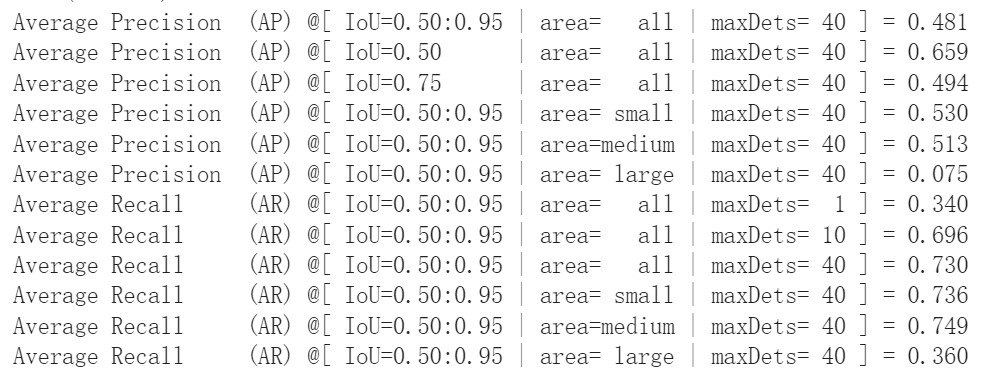 Average Precision  (AP) @[ IoU=0.50:0.95 | area=   all | maxDets= 40 ] = 0.481
Average Precision  (AP) @[ IoU=0.50      | area=   all | maxDets= 40 ] = 0.659
Average Precision  (AP) @[ IoU=0.75      | area=   all | maxDets= 40 ] = 0.494
Average Precision  (AP) @[ IoU=0.50:0.95 | area= small | maxDets= 40 ] = 0.530
Average Precision  (AP) @[ IoU=0.50:0.95 | area=medium | maxDets= 40 ] = 0.513
Average Precision  (AP) @[ IoU=0.50:0.95 | area= large | maxDets= 40 ] = 0.075
Average Recall     (AR) @[ IoU=0.50:0.95 | area=   all | maxDets=  1 ] = 0.340
Average Recall     (AR) @[ IoU=0.50:0.95 | area=   all | maxDets= 10 ] = 0.696
Average Recall     (AR) @[ IoU=0.50:0.95 | area=   all | maxDets= 40 ] = 0.730
Average Recall     (AR) @[ IoU=0.50:0.95 | area= small | maxDets= 40 ] = 0.736
Average Recall     (AR) @[ IoU=0.50:0.95 | area=medium | maxDets= 40 ] = 0.749
Average Recall     (AR) @[ IoU=0.50:0.95 | area= large | maxDets= 40 ] = 0.360